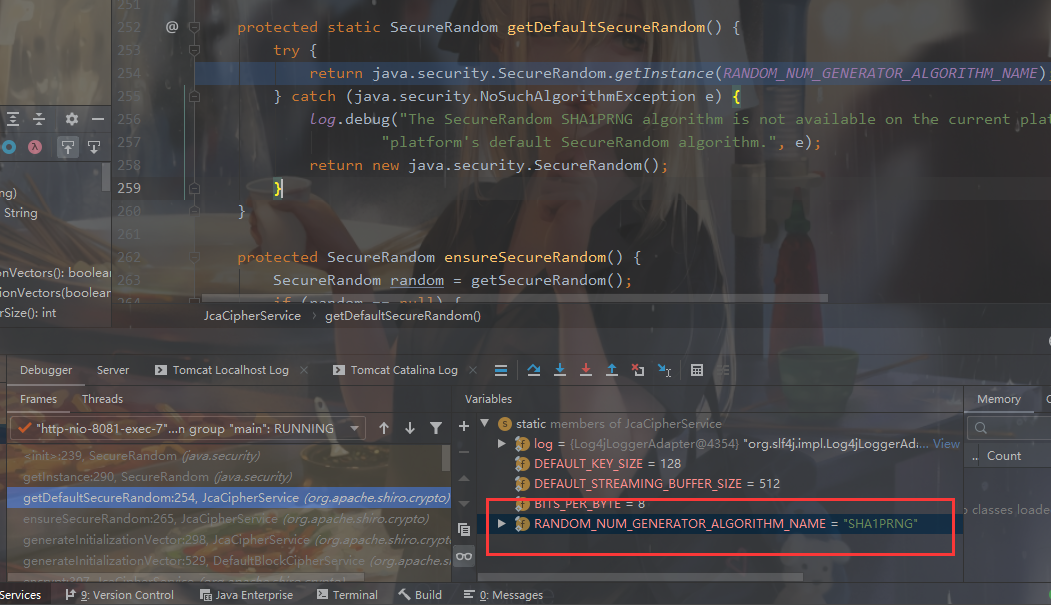 251
252 @ protected static SecureRandom getDefaultSecureRandom() {
253 try {
254 return java.security.SecureRandom.getInstance(RANDOM_NUM_GENERATOR_ALGORITHM_NAME)
255 } catch (java.security.NoSuchAlgorithmException e) {
256 log.debug("The SecureRandom SHA1PRNG algorithm is not available on the current plat
257 "platform's default SecureRandom algorithm.", e);
258 return new java.security.SecureRandom();
259 }
260 }
261
262 protected SecureRandom ensureSecureRandom() {
263 SecureRandom random = getSecureRandom();
264 if (random == null) {
ng)
String
onVectors(): boolean
ionVectors(boolean
rSize(): int
JcaCipherService › getDefaultSecureRandom()
Debugger Server Tomcat Localhost Log Tomcat Catalina Log
Frames Threads
"http-nio-8081-exec-7"...n group "main": RUNNING
<init>:239, SecureRandom (java.security)
getInstance:290, SecureRandom (java.security)
getDefaultSecureRandom:254, JcaCipherService (org.apache.shiro.crypto)
ensureSecureRandom:265, JcaCipherService (org.apache.shiro.crypto)
generateInitializationVector:298, JcaCipherService (org.apache.shiro.c
generateInitializationVector:529, DefaultBlockCipherService (org.apache.
encrypt:307, JcaCipherService (org.apache.shiro.crypto)
Variables
static members of JcaCipherService
log = (Log4jLoggerAdapter@4354) "org.slf4j.impl.Log4jLoggerAd... View
DEFAULT_KEY_SIZE = 128
DEFAULT_STREAMING_BUFFER_SIZE = 512
BITS_PER_BYTE = 8
RANDOM_NUM_GENERATOR_ALGORITHM_NAME = "SHA1PRNG"
Memory
.. Count
o classes loade
Services 9: Version Control Java Enterprise Terminal Build 0: Messages